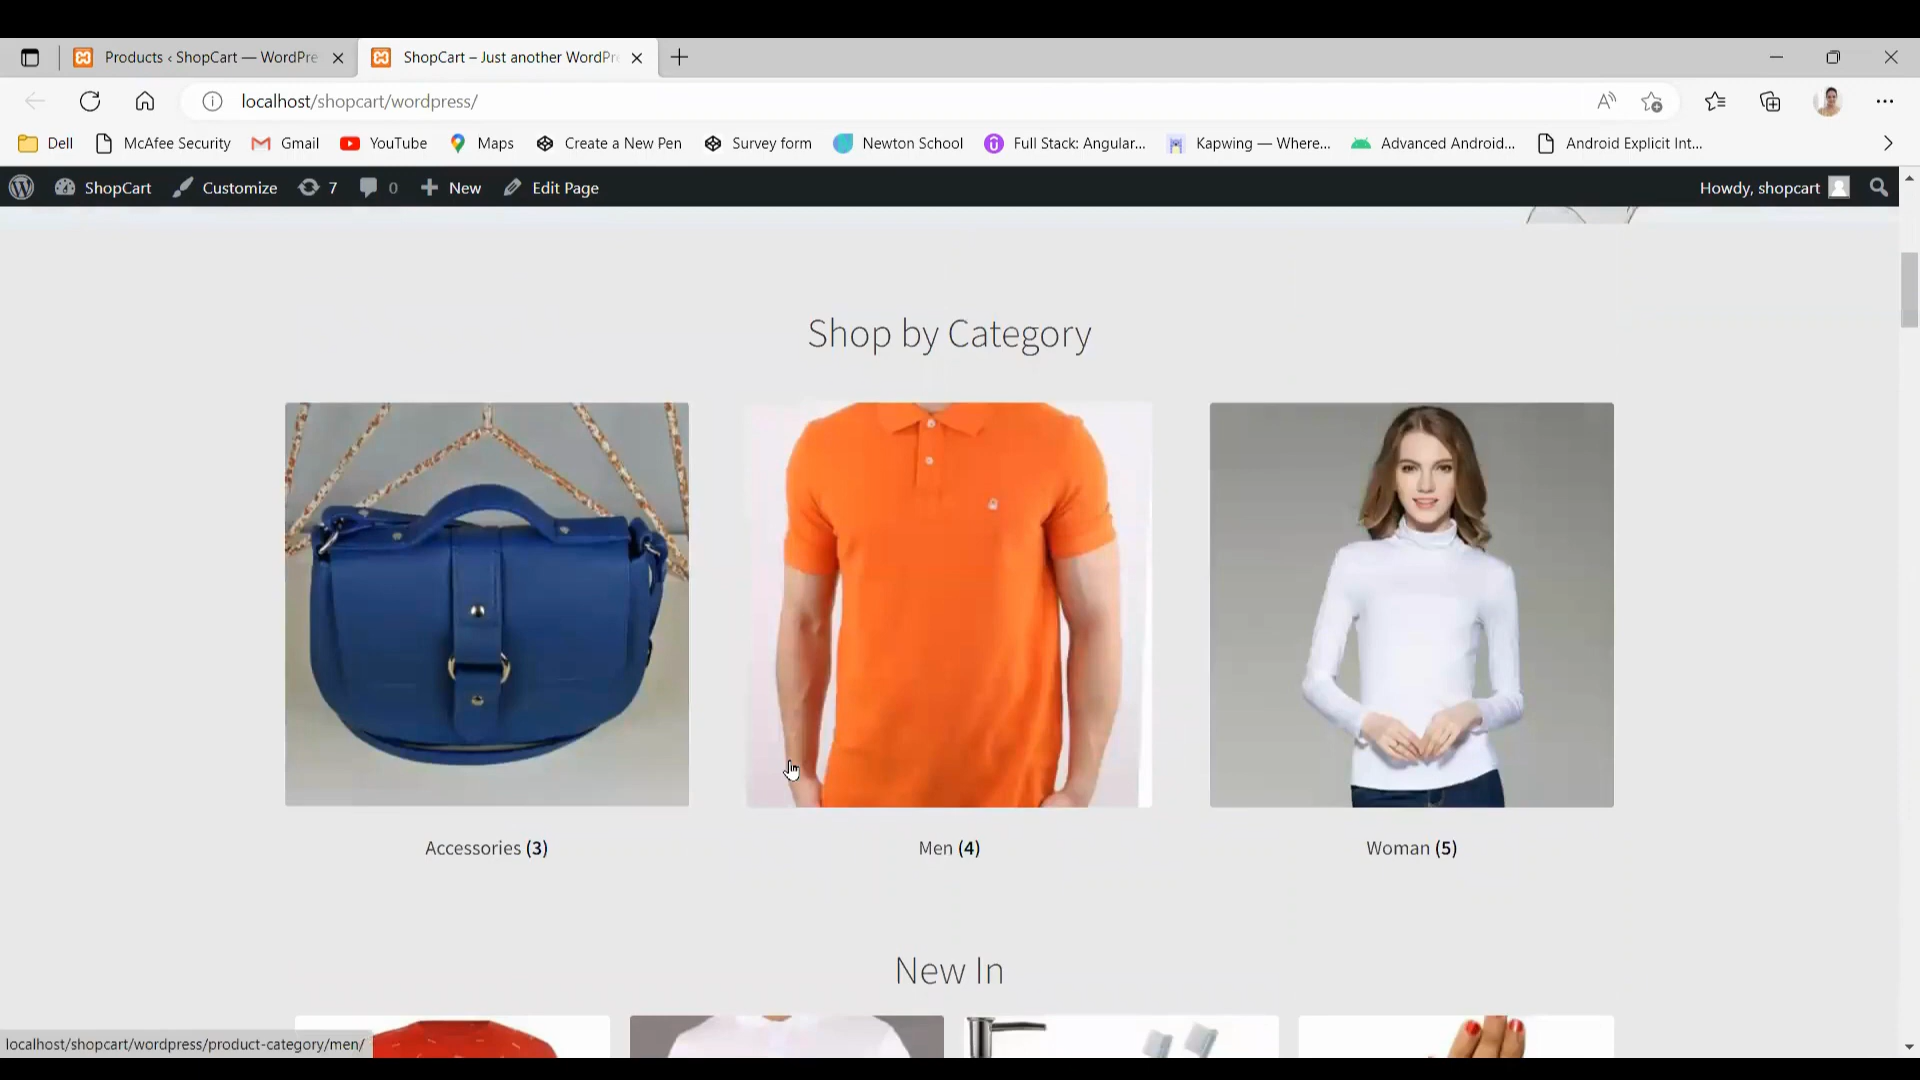 Products ‹ ShopCart — WordPre
ShopCart – Just another WordPre
localhost/shopcart/wordpress/
Dell
McAfee Security
Gmail
YouTube
Maps
Create a New Pen
Survey form
Newton School
Full Stack: Angular...
Kapwing — Where...
Advanced Android...
Android Explicit Int...
ShopCart
Customize
7
0
New
Edit Page
Howdy, shopcart
Shop by Category
Accessories (3)
Men (4)
Woman (5)
New In
localhost/shopcart/wordpress/product-category/men/